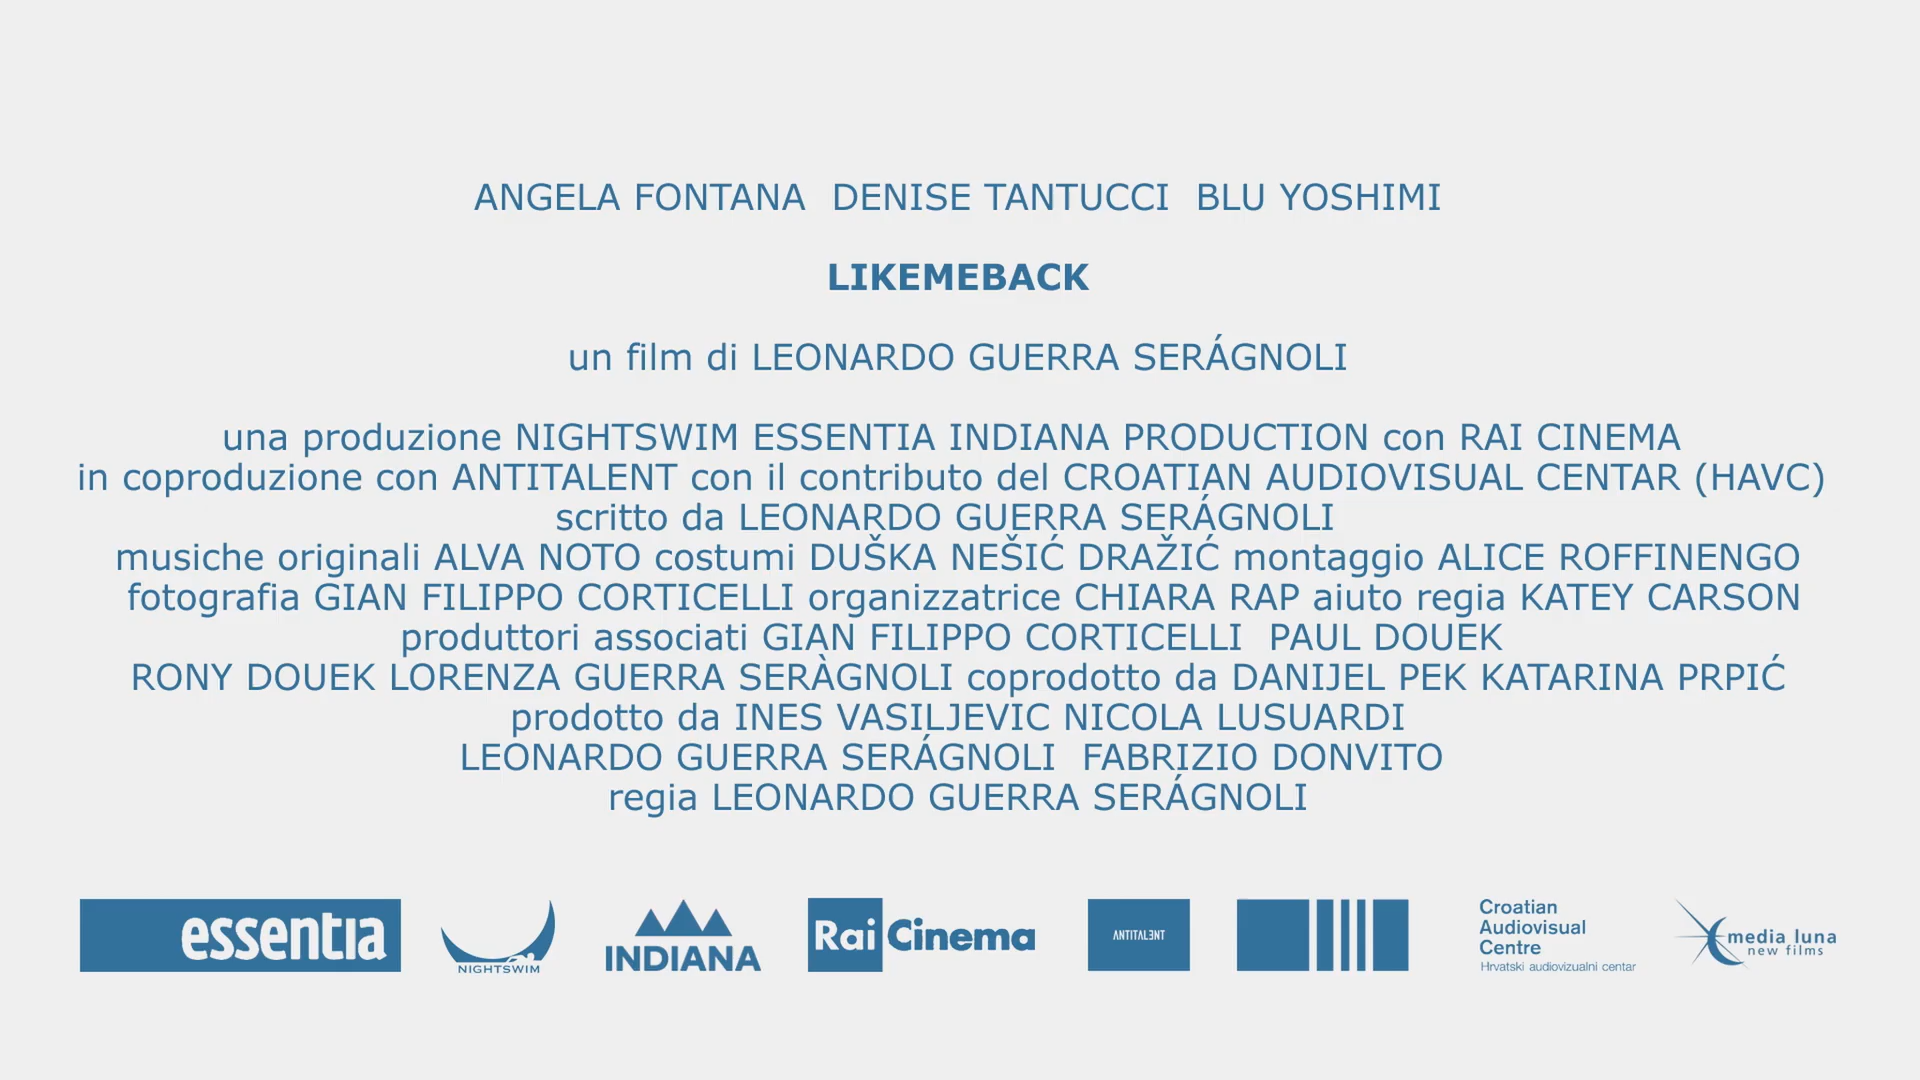 ANGELA FONTANA  DENISE TANTUCCI  BLU YOSHIMI
LIKEMEBACK
un film di LEONARDO GUERRA SERÁGNOLI
una produzione NIGHTSWIM ESSENTIA INDIANA PRODUCTION con RAI CINEMA
in coproduzione con ANTITALENT con il contributo del CROATIAN AUDIOVISUAL CENTAR (HAVC)
scritto da LEONARDO GUERRA SERÁGNOLI
musiche originali ALVA NOTO costumi DUŠKA NEŠIĆ DRAŽIĆ montaggio ALICE ROFFINENGO
fotografia GIAN FILIPPO CORTICELLI organizzatrice CHIARA RAP aiuto regia KATEY CARSON
produttori associati GIAN FILIPPO CORTICELLI  PAUL DOUEK
RONY DOUEK LORENZA GUERRA SERÀGNOLI coprodotto da DANIJEL PEK KATARINA PRPIĆ
prodotto da INES VASILJEVIC NICOLA LUSUARDI
LEONARDO GUERRA SERÁGNOLI  FABRIZIO DONVITO
regia LEONARDO GUERRA SERÁGNOLI
essentia
NIGHTSWIM
INDIANA
Rai Cinema
ANTITALENT
Croatian
Audiovisual
Centre
Hrvatski audiovizualni centar
media luna
new films